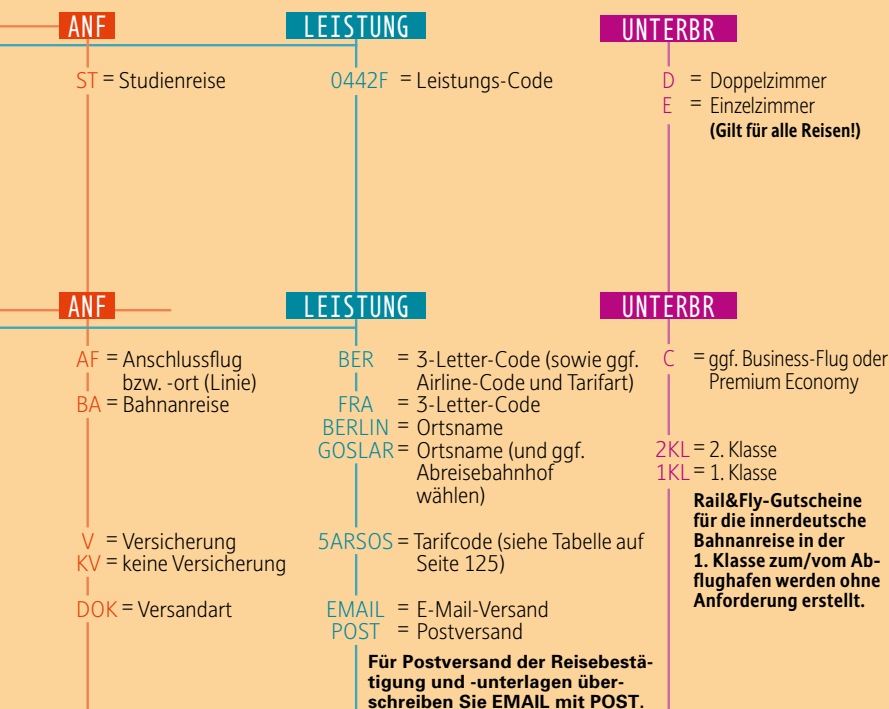 ANF LEISTUNG UNTERBR
ST = Studienreise 0442F = Leistungs-Code D = Doppelzimmer
E = Einzelzimmer
(Gilt für alle Reisen!)
ANF LEISTUNG UNTERBR
AF = Anschlussflug
bzw. -ort (Linie)
BA = Bahnanreise
V = Versicherung
KV = keine Versicherung
DOK = Versandart
BER = 3-Letter-Code (sowie ggf.
Airline-Code und Tarifart)
FRA = 3-Letter-Code
BERLIN = Ortsname
GOSLAR = Ortsname (und ggf.
Abreisebahnhof
wählen)
5ARSOS = Tarifcode (siehe Tabelle auf
Seite 125)
EMAIL = E-Mail-Versand
POST = Postversand
Für Postversand der Reisebestä-
tigung und -unterlagen über-
schreiben Sie EMAIL mit POST.
C = ggf. Business-Flug oder
Premium Economy
2KL = 2. Klasse
1KL = 1. Klasse
Rail&Fly-Gutscheine
für die innerdeutsche
Bahnanreise in der
1. Klasse zum/vom Ab-
flughafen werden ohne
Anforderung erstellt.